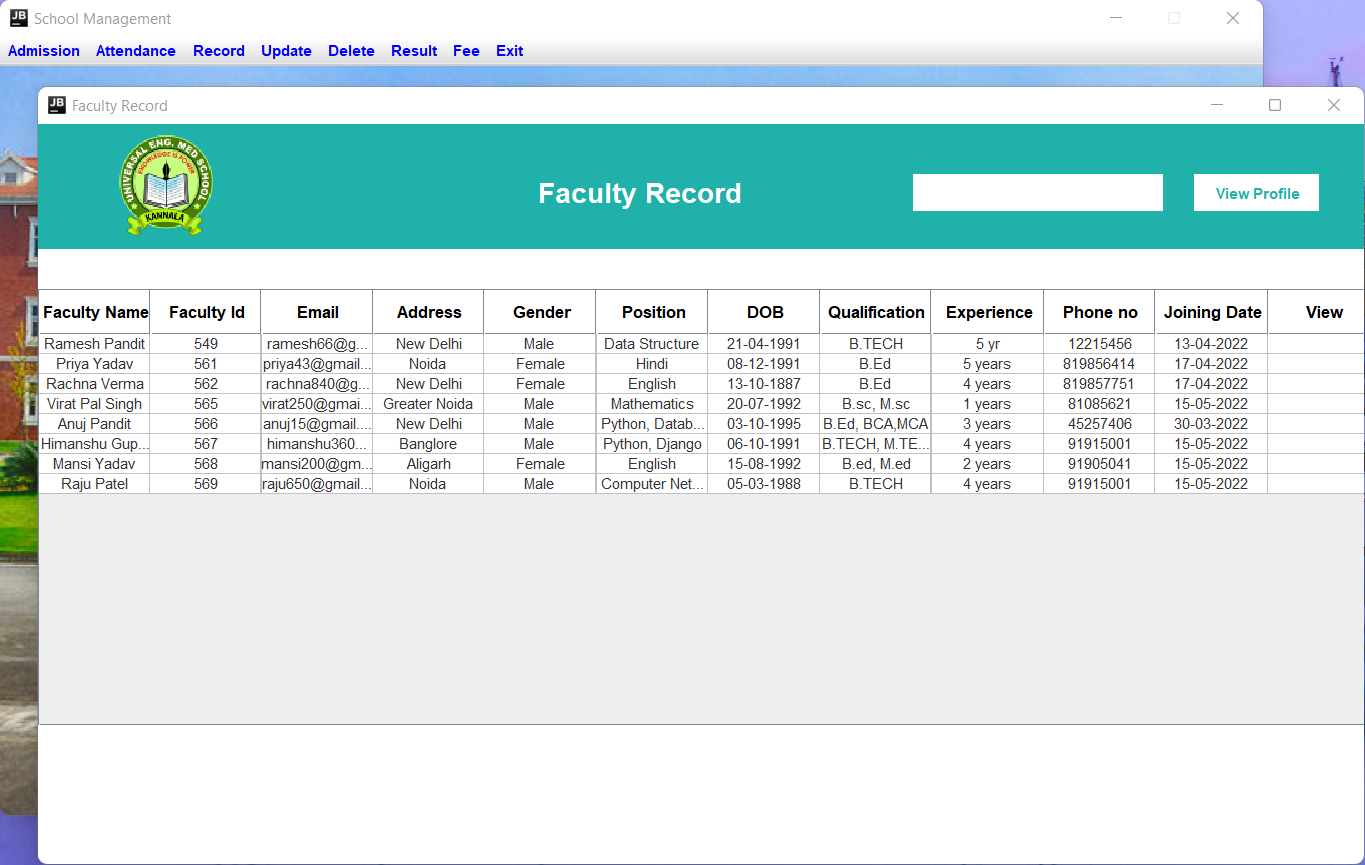 School Management
Admission Attendance Record Update Delete Result Fee Exit
Faculty Record
UNIVERSAL ENG. MED SCHOOL
KNOWLEDGE IS POWER
KANNALA
Faculty Record
View Profile
Faculty Name Faculty Id Email Address Gender Position DOB Qualification Experience Phone no Joining Date View
Ramesh Pandit 549 ramesh66@g... New Delhi Male Data Structure 21-04-1991 B.TECH 5 yr 12215456 13-04-2022
Priya Yadav 561 priya43@gmail... Noida Female Hindi 08-12-1991 B.Ed 5 years 819856414 17-04-2022
Rachna Verma 562 rachna840@g... New Delhi Female English 13-10-1887 B.Ed 4 years 819857751 17-04-2022
Virat Pal Singh 565 virat250@gmai... Greater Noida Male Mathematics 20-07-1992 B.sc, M.sc 1 years 81085621 15-05-2022
Anuj Pandit 566 anuj15@gmail.... New Delhi Male Python, Datab... 03-10-1995 B.Ed, BCA,MCA 3 years 45257406 30-03-2022
Himanshu Gup... 567 himanshu360... Banglore Male Python, Django 06-10-1991 B.TECH, M.TE... 4 years 91915001 15-05-2022
Mansi Yadav 568 mansi200@gm... Aligarh Female English 15-08-1992 B.ed, M.ed 2 years 91905041 15-05-2022
Raju Patel 569 raju650@gmail... Noida Male Computer Net... 05-03-1988 B.TECH 4 years 91915001 15-05-2022